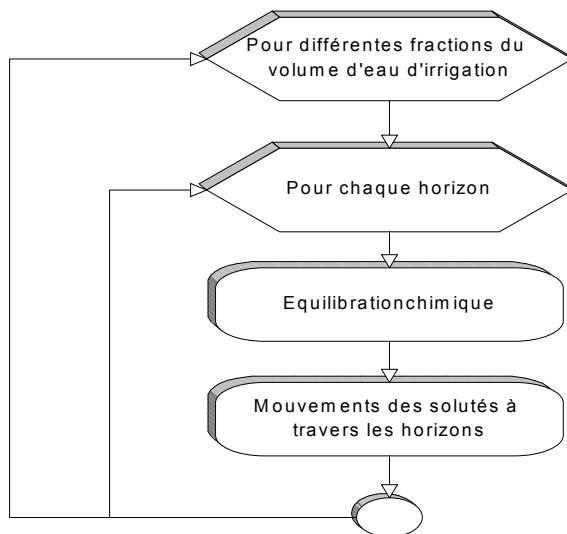 Pour différentes fractions du
volume d'eau d'irrigation
Pour chaque horizon
Equilibrationchimique
Mouvements des solutés à
travers les horizons